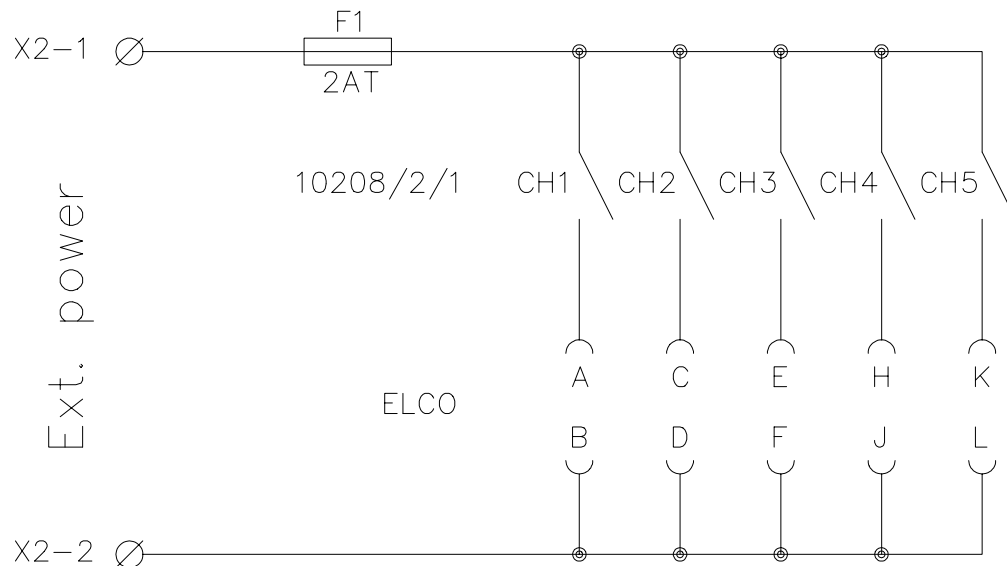 F1
X2-1
2AT
10208/2/1 CH1 CH2 CH3 CH4 CH5
Ext. power
A C E H K
ELCO
B D F J L
X2-2